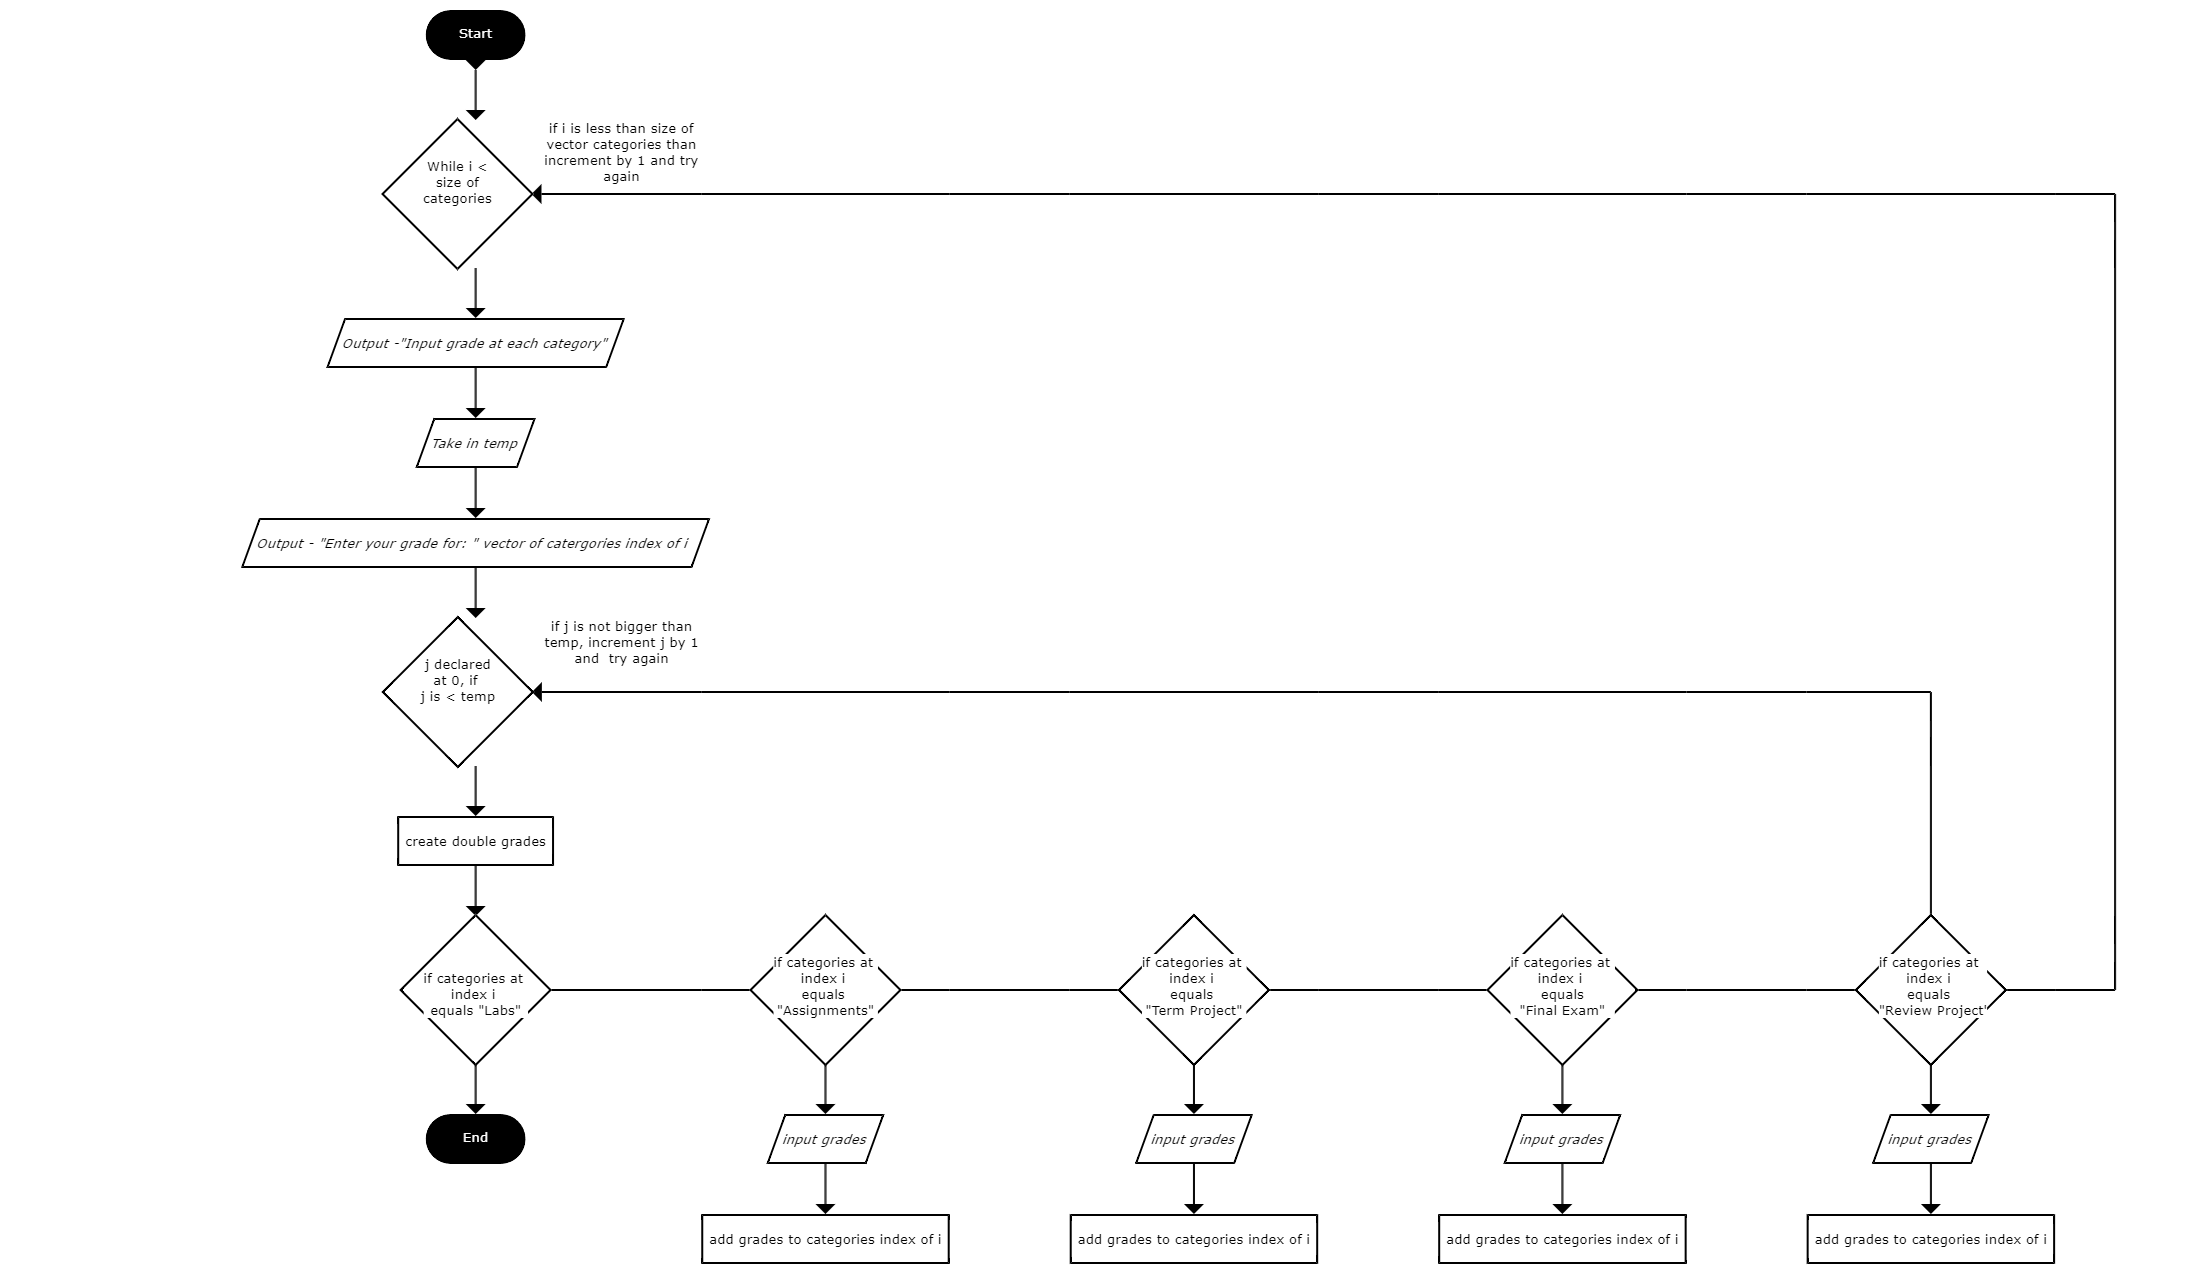 Start
if i is less than size of
vector categories than
increment by 1 and try
again
While i <
size of
categories
Output -"Input grade at each category"
Take in temp
Output - "Enter your grade for: " vector of catergories index of i
if j is not bigger than
temp, increment j by 1
and  try again
j declared
at 0, if
j is < temp
create double grades
if categories at
index i
equals "Labs"
if categories at
index i
equals
"Assignments"
if categories at
index i
equals
"Term Project"
if categories at
index i
equals
"Final Exam"
if categories at
index i
equals
"Review Project"
End
input grades
input grades
input grades
input grades
add grades to categories index of i
add grades to categories index of i
add grades to categories index of i
add grades to categories index of i